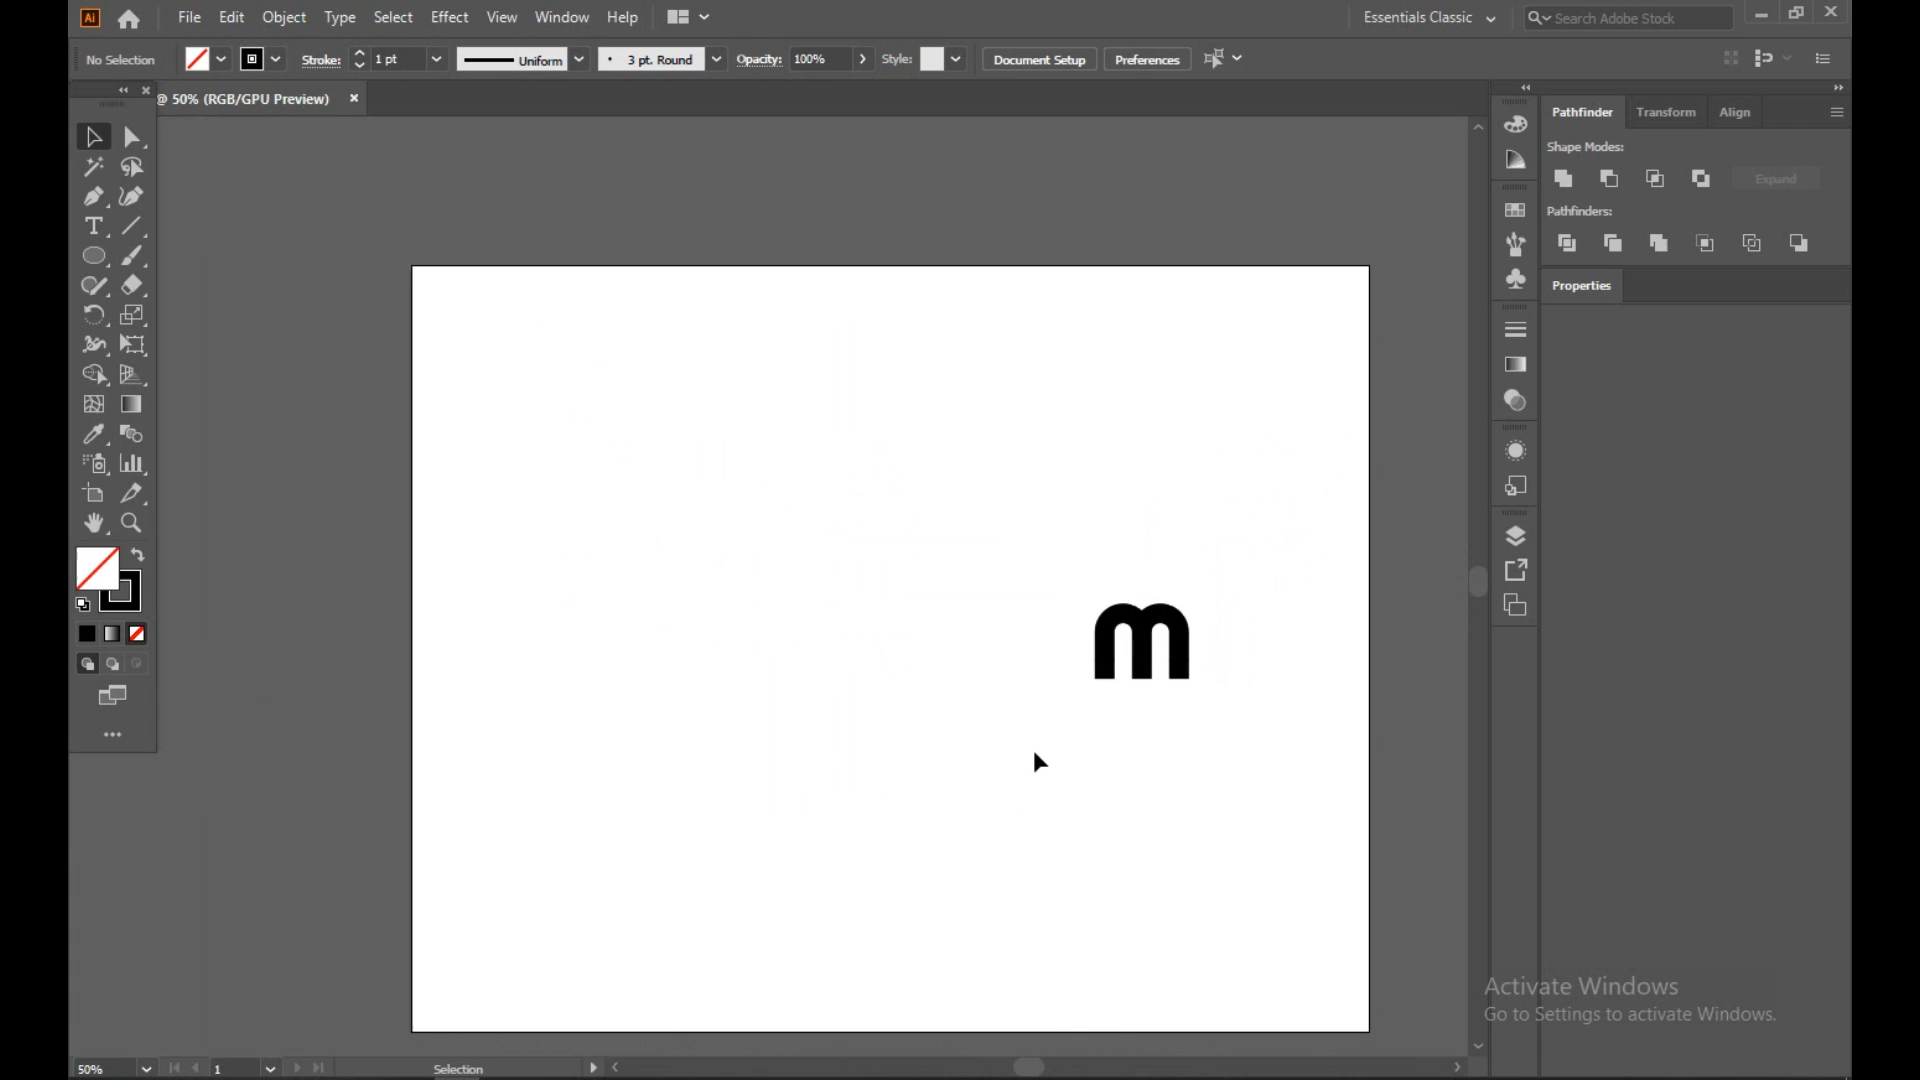 Ai File Edit Object Type Select Effect View Window Help Essentials Classic Search Adobe Stock
No Selection Stroke: 1 pt Uniform 3 pt. Round Opacity: 100% Style: Document Setup Preferences
@ 50% (RGB/GPU Preview)
Pathfinder Transform Align
Shape Modes:
Expand
Pathfinders:
Properties
m
Activate Windows
Go to Settings to activate Windows.
50% 1 Selection